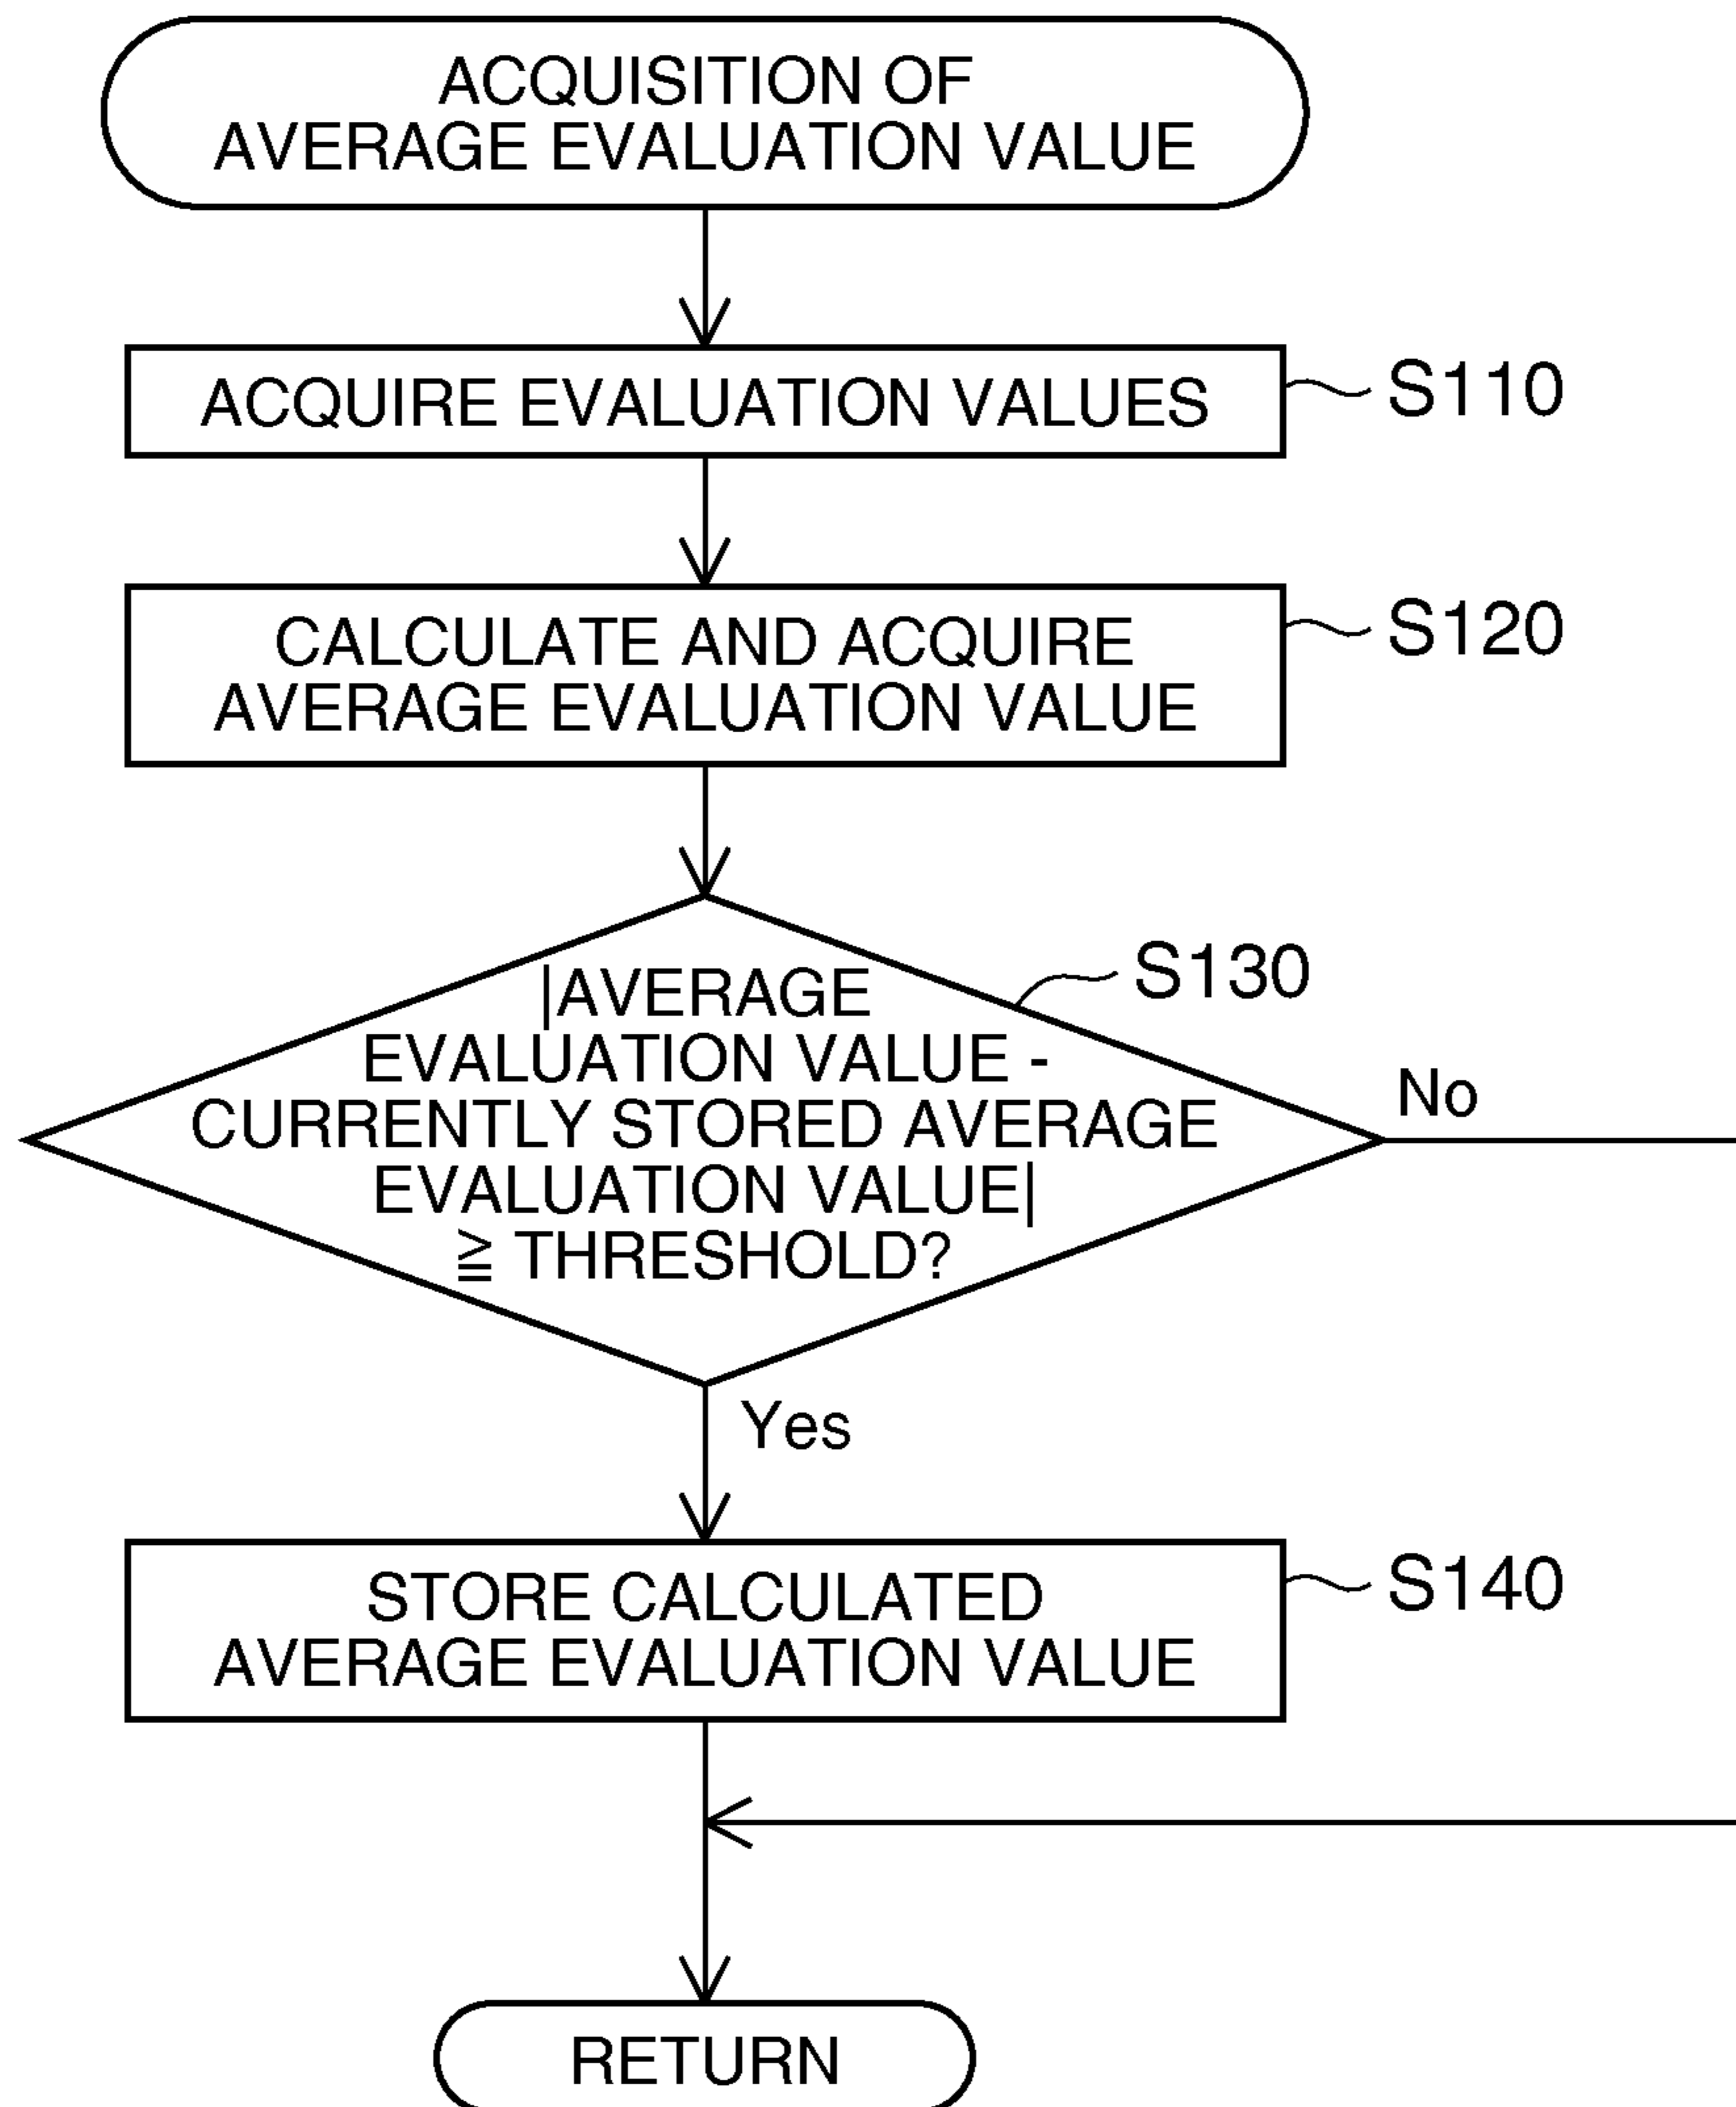 ACQUISITION OF
AVERAGE EVALUATION VALUE
ACQUIRE EVALUATION VALUES
S110
CALCULATE AND ACQUIRE
AVERAGE EVALUATION VALUE
S120
|AVERAGE
EVALUATION VALUE -
CURRENTLY STORED AVERAGE
EVALUATION VALUE|
≧ THRESHOLD?
S130
No
Yes
STORE CALCULATED
AVERAGE EVALUATION VALUE
S140
RETURN